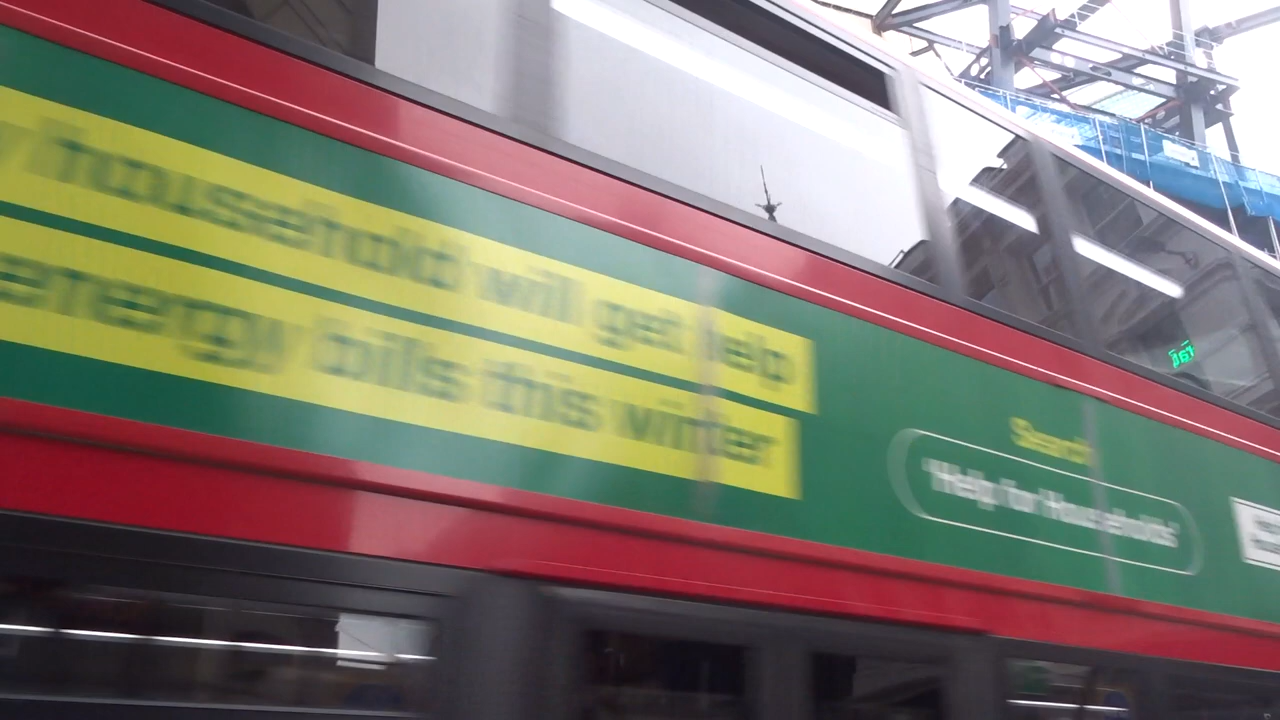 household will get help
energy bills this winter
Search
'Help for Households'